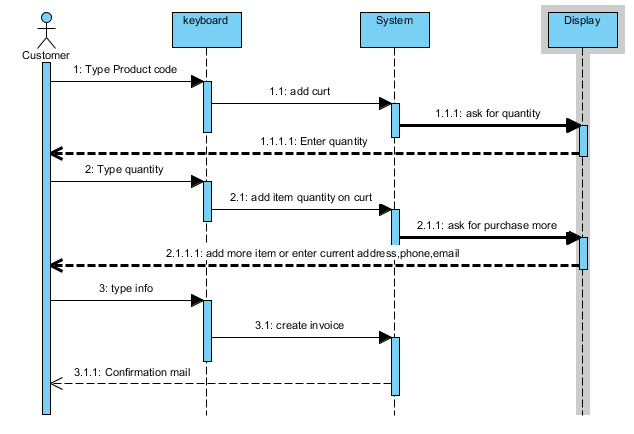 keyboard
System
Display
Customer
1: Type Product code
1.1: add curt
1.1.1: ask for quantity
1.1.1.1: Enter quantity
2: Type quantity
2.1: add item quantity on curt
2.1.1: ask for purchase more
2.1.1.1: add more item or enter current address,phone,email
3: type info
3.1: create invoice
3.1.1: Confirmation mail